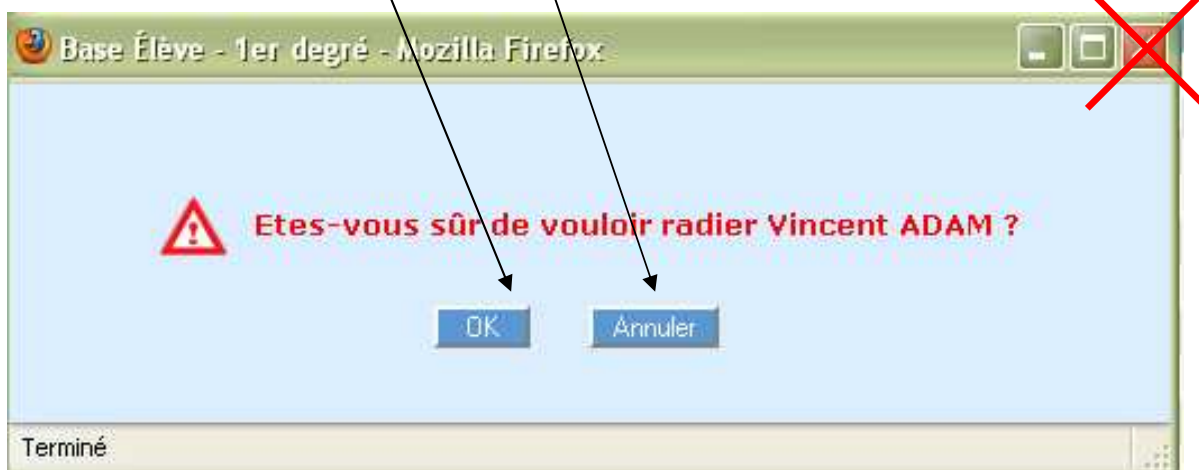 Base Élève - 1er degré - Mozilla Firefox
Etes-vous sûr de vouloir radier Vincent ADAM ?
OK Annuler
Terminé